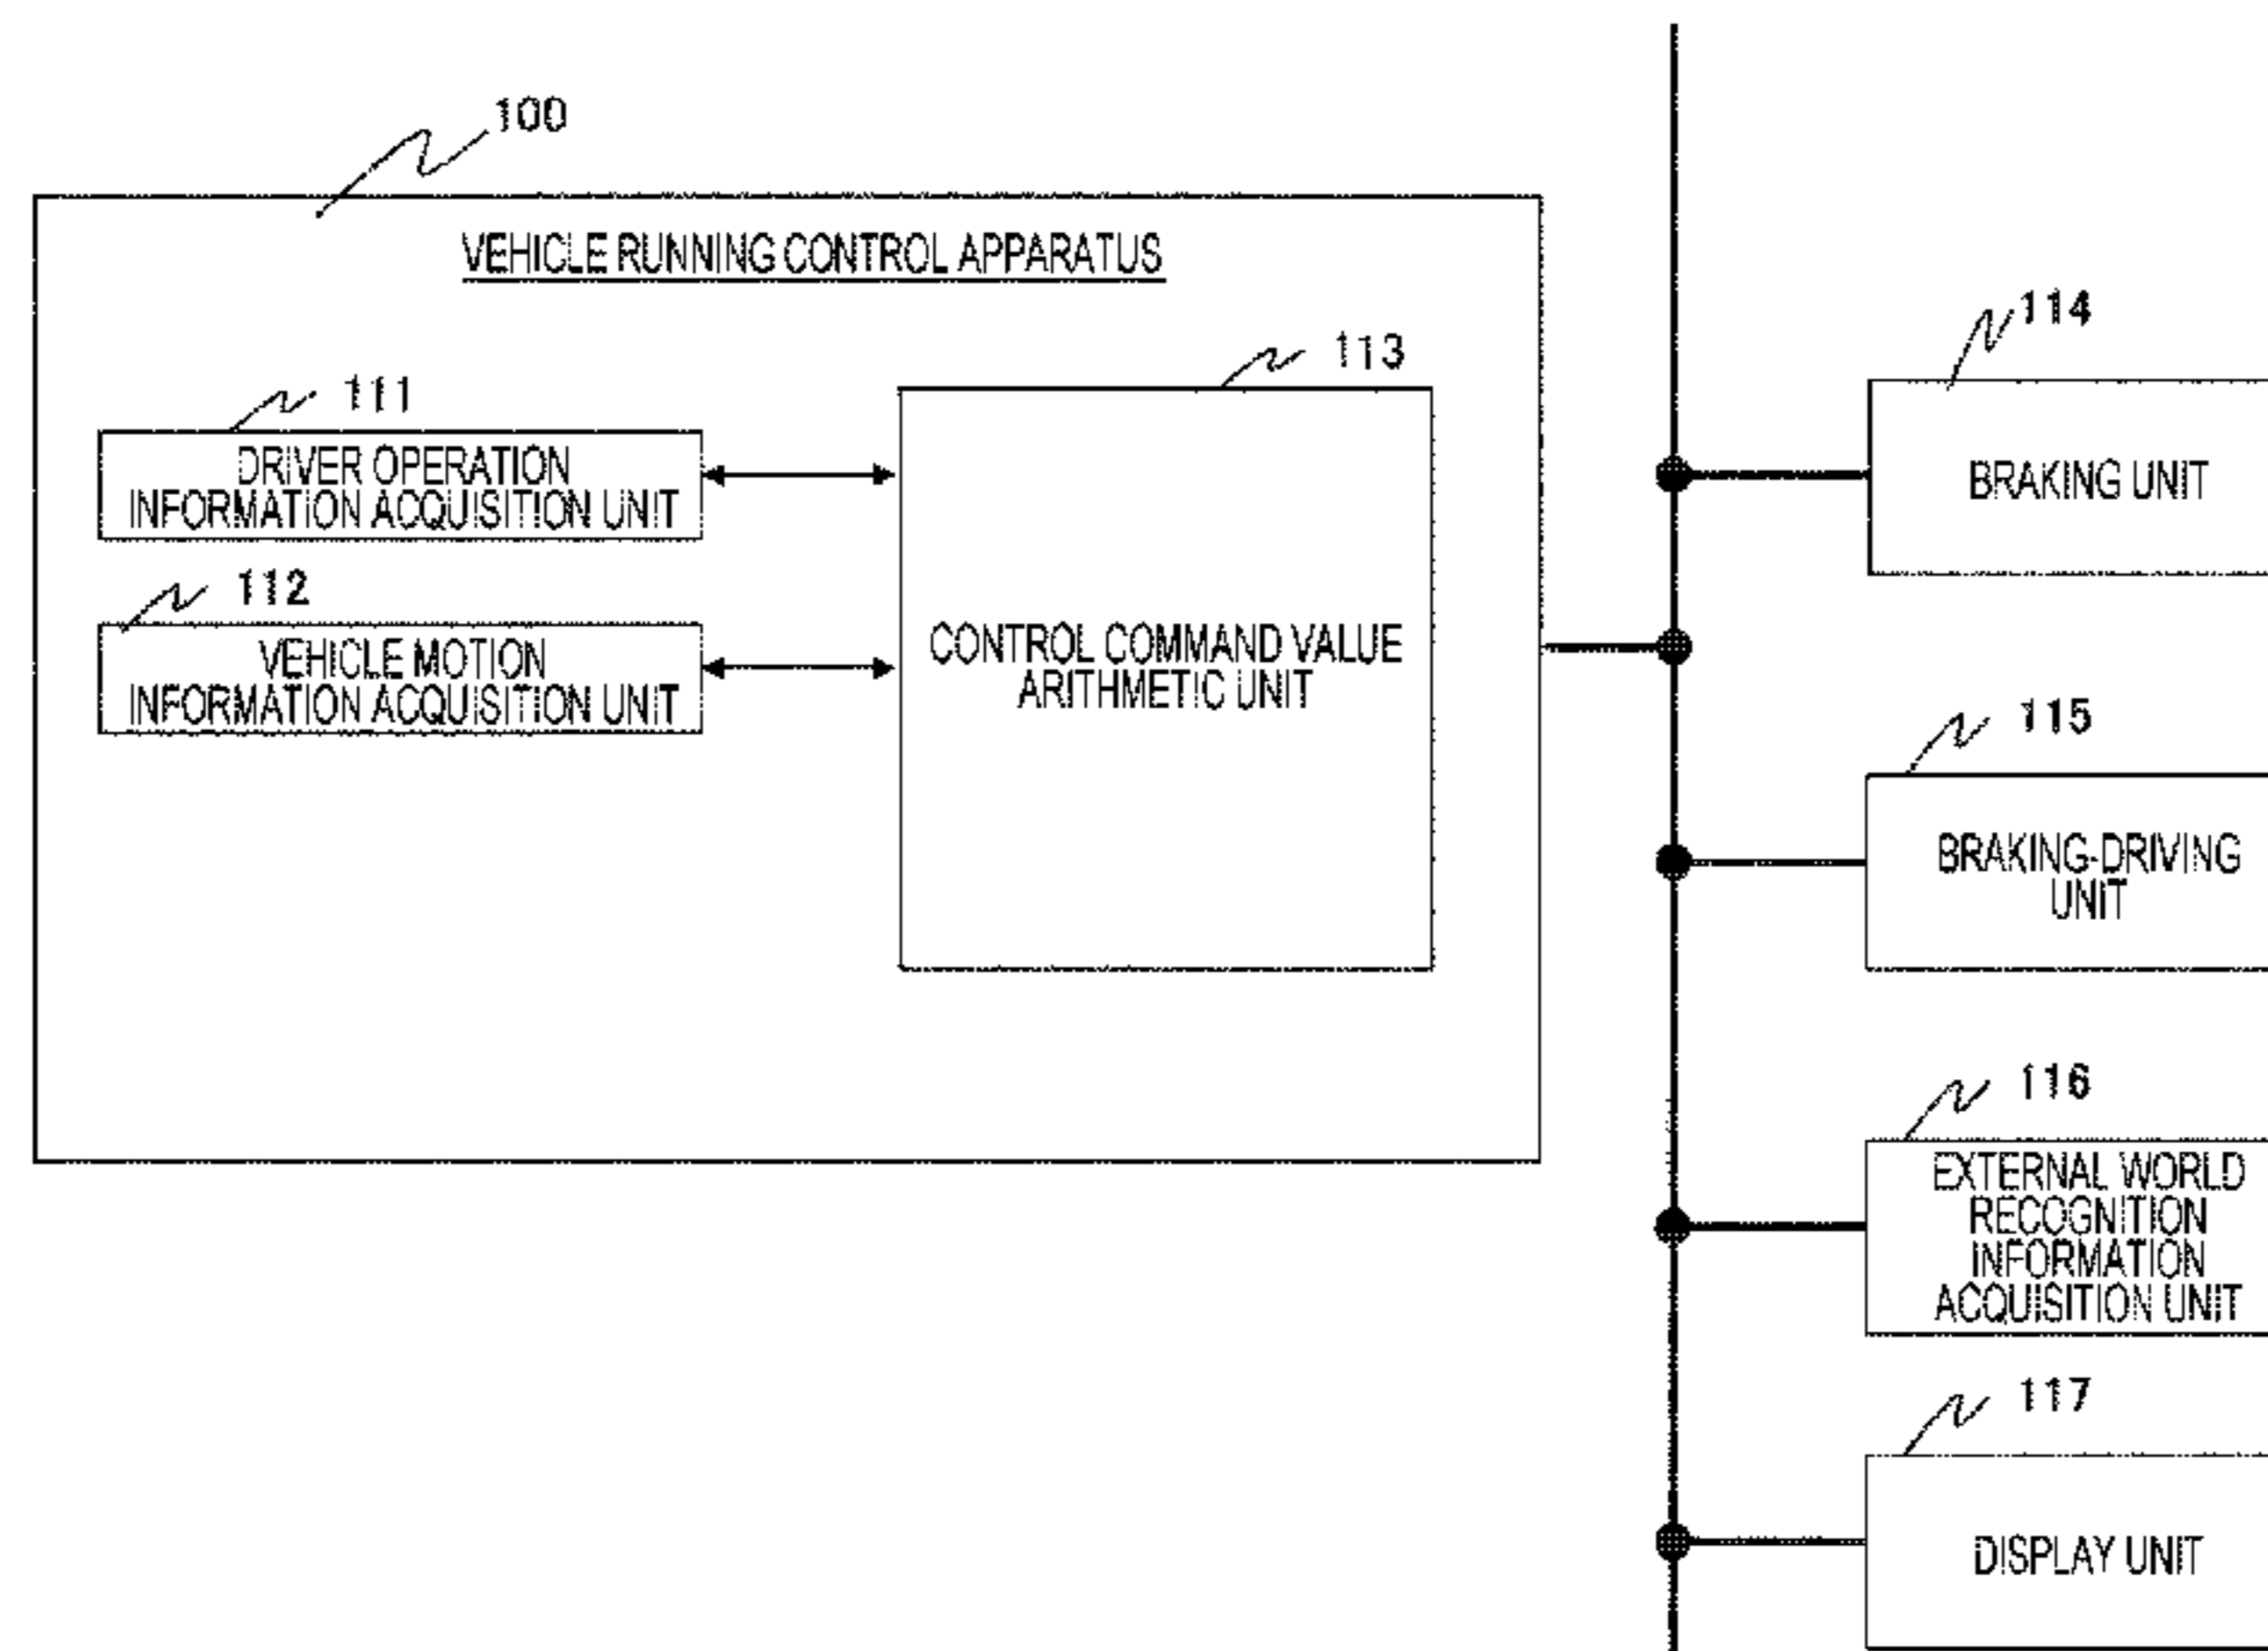 100
VEHICLE RUNNING CONTROL APPARATUS
111
DRIVER OPERATION
INFORMATION ACQUISITION UNIT
112
VEHICLE MOTION
INFORMATION ACQUISITION UNIT
113
CONTROL COMMAND VALUE
ARITHMETIC UNIT
114
BRAKING UNIT
115
BRAKING-DRIVING
UNIT
116
EXTERNAL WORLD
RECOGNITION
INFORMATION
ACQUISITION UNIT
117
DISPLAY UNIT